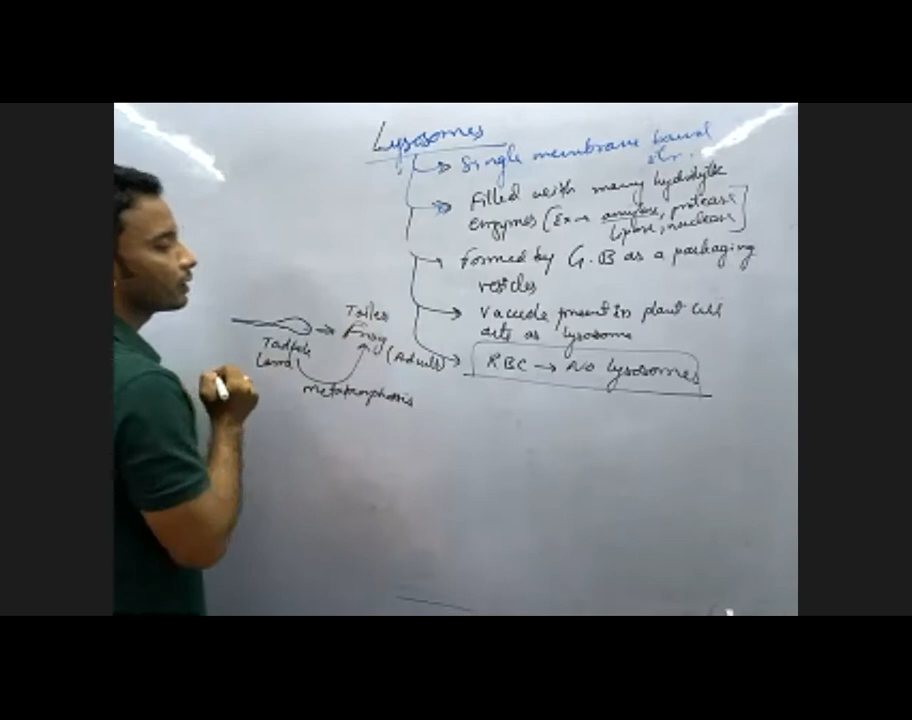 Lysosomes
Single membrane bound
str.
Filled with many hydrolytic
enzymes (Ex → amylase, protease
lipase, nuclease)
formed by G.B as a packaging
vesicles
Vacuole present in plant cell
acts as lysosome
RBC → No lysosomes
→ Frog
(Adult)
Tadpole
Larva
metamorphosis